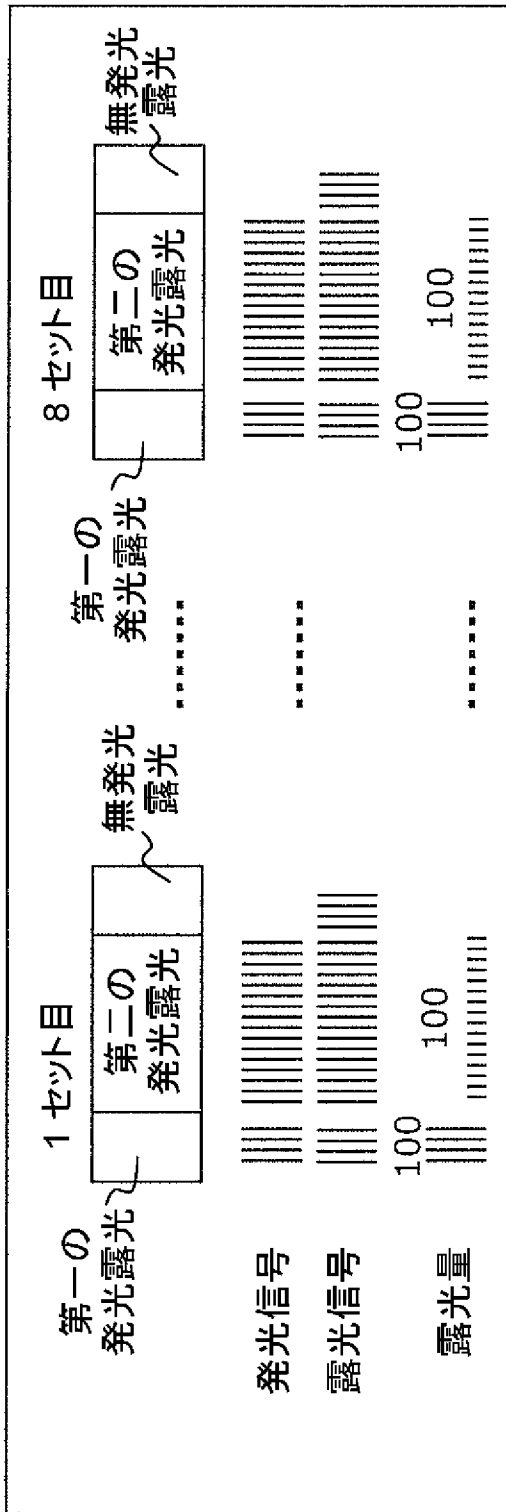 1セット目
8セット目
第一の
発光露光
第二の
発光露光
無発光
露光
第一の
発光露光
第二の
発光露光
無発光
露光
発光信号
露光信号
100
100
100
100
露光量